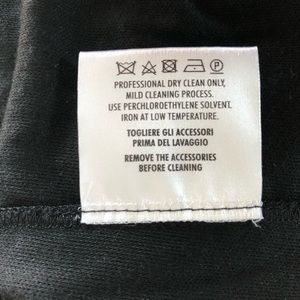 P
PROFESSIONAL DRY CLEAN ONLY,
MILD CLEANING PROCESS.
USE PERCHLOROETHYLENE SOLVENT.
IRON AT LOW TEMPERATURE.
TOGLIERE GLI ACCESSORI
PRIMA DEL LAVAGGIO
REMOVE THE ACCESSORIES
BEFORE CLEANING